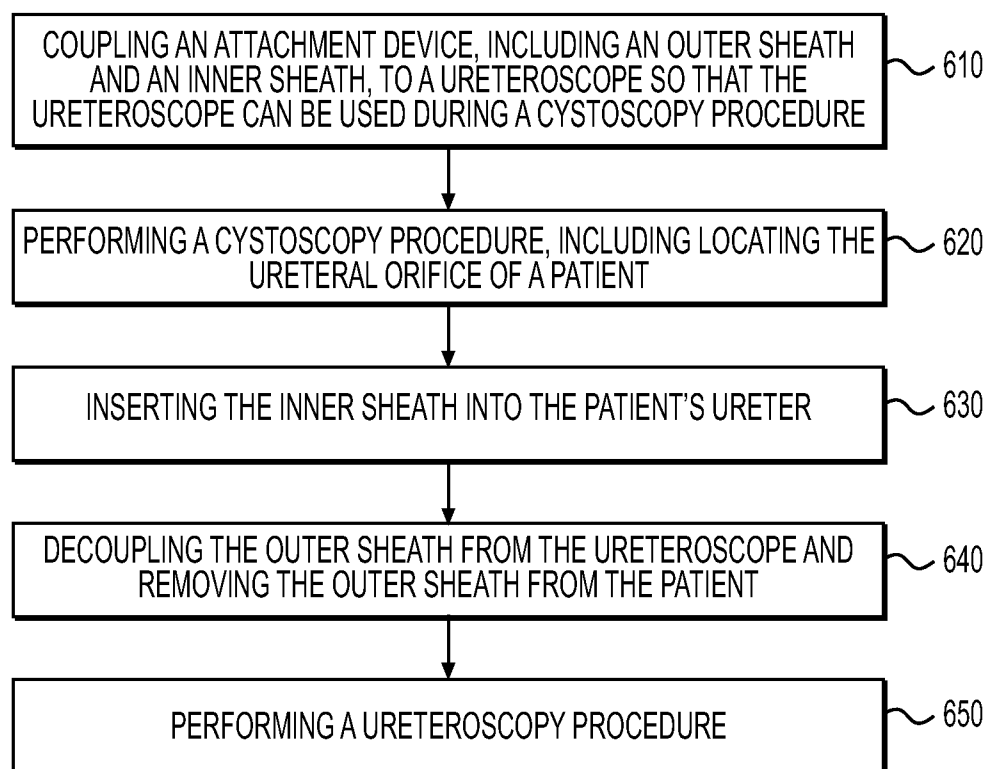 COUPLING AN ATTACHMENT DEVICE, INCLUDING AN OUTER SHEATH
AND AN INNER SHEATH, TO A URETEROSCOPE SO THAT THE
URETEROSCOPE CAN BE USED DURING A CYSTOSCOPY PROCEDURE
610
PERFORMING A CYSTOSCOPY PROCEDURE, INCLUDING LOCATING THE
URETERAL ORIFICE OF A PATIENT
620
INSERTING THE INNER SHEATH INTO THE PATIENT'S URETER
630
DECOUPLING THE OUTER SHEATH FROM THE URETEROSCOPE AND
REMOVING THE OUTER SHEATH FROM THE PATIENT
640
PERFORMING A URETEROSCOPY PROCEDURE
650